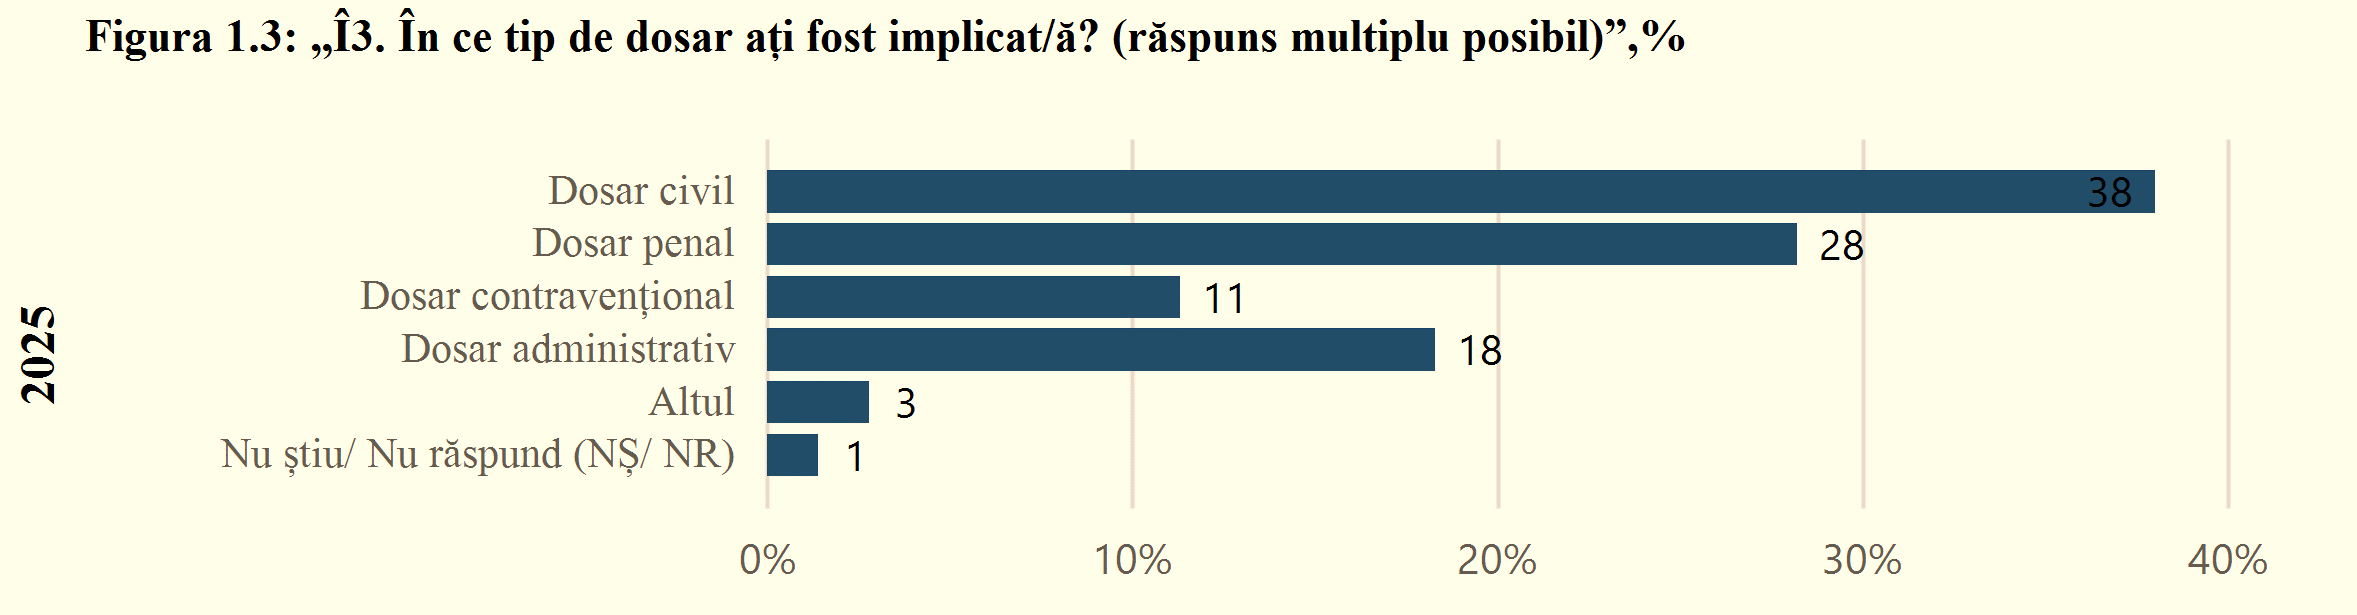 Figura 1.3: „Î3. În ce tip de dosar ați fost implicat/ă? (răspuns multiplu posibil)”,%
2025
Dosar civil 38
Dosar penal 28
Dosar contravențional 11
Dosar administrativ 18
Altul 3
Nu știu/ Nu răspund (NȘ/ NR) 1
0% 10% 20% 30% 40%